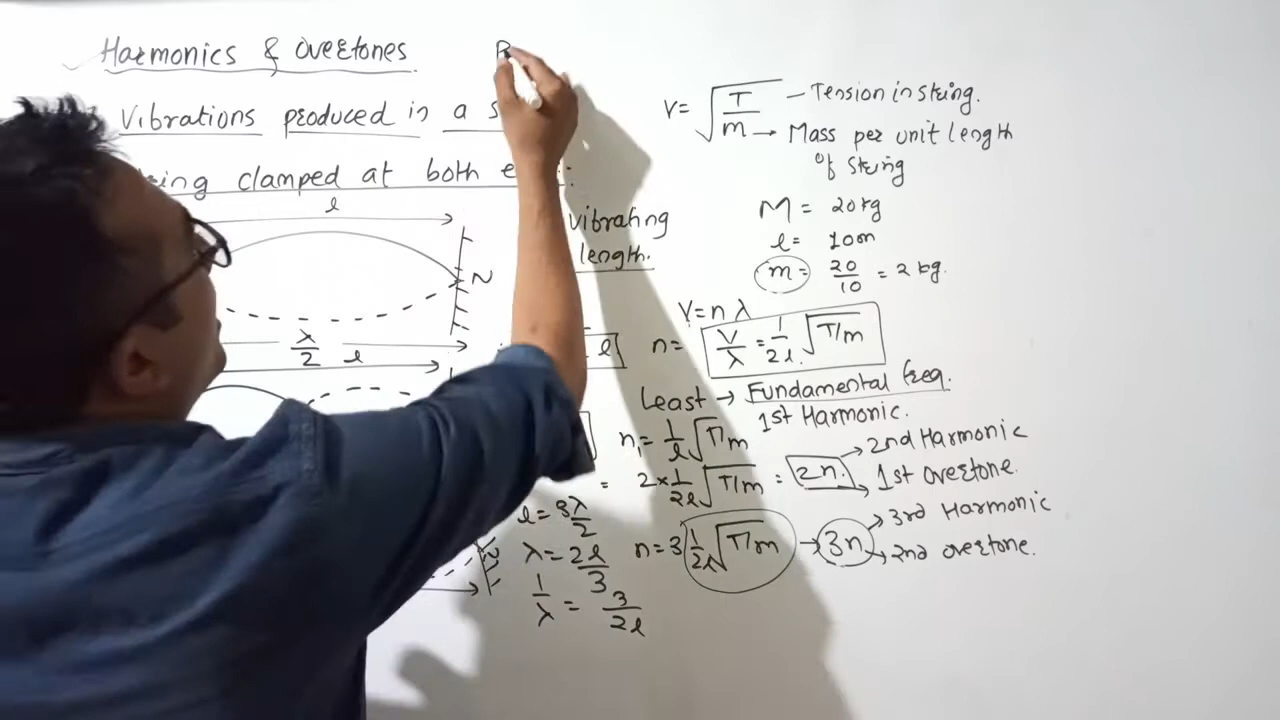 Harmonics & Overtones
Vibrations produced in a
clamped at both
l
vibrating
length.
N
λ/2 l
l
V = √(T/m) – Tension in string.
→ Mass per unit length
of string
M = 20 kg
l = 10m
m = 20/10 = 2 kg.
V = n λ
n = V/λ = 1/2l √T/m
Least → Fundamental freq.
1st Harmonic.
n₁ = 1/l √T/m
= 2 × 1/2l √T/m = 2n.
→ 2nd Harmonic
→ 1st Overtone.
l = 3λ/2
λ = 2l/3
1/λ = 3/2l
n = 3 1/2l √T/m → 3n
→ 3rd Harmonic
→ 2nd overtone.